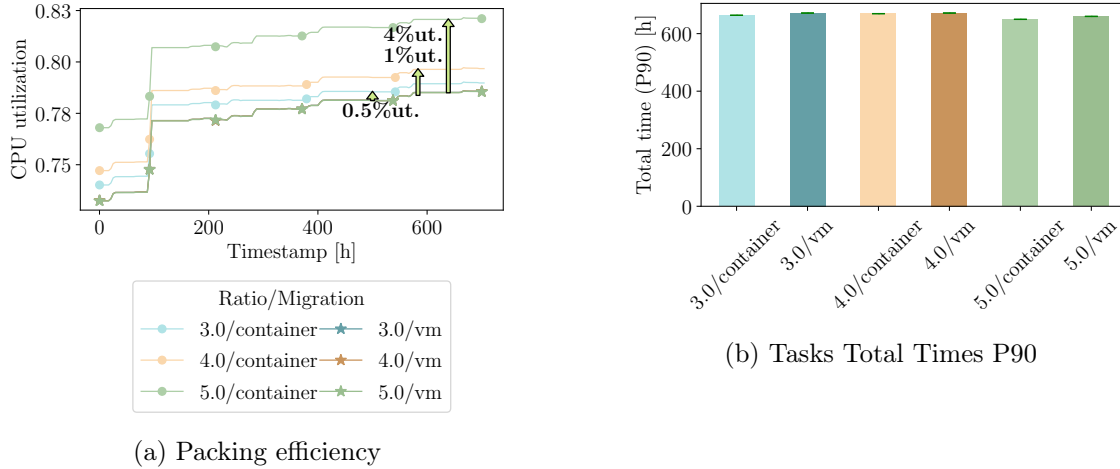 0.83
0.80
0.78
0.75
CPU utilization
4%ut.
1%ut.
0.5%ut.
0
200
400
600
Timestamp [h]
Ratio/Migration
3.0/container
3.0/vm
4.0/container
4.0/vm
5.0/container
5.0/vm
(a) Packing efficiency
600
400
200
0
Total time (P90) [h]
3.0/container
3.0/vm
4.0/container
4.0/vm
5.0/container
5.0/vm
(b) Tasks Total Times P90